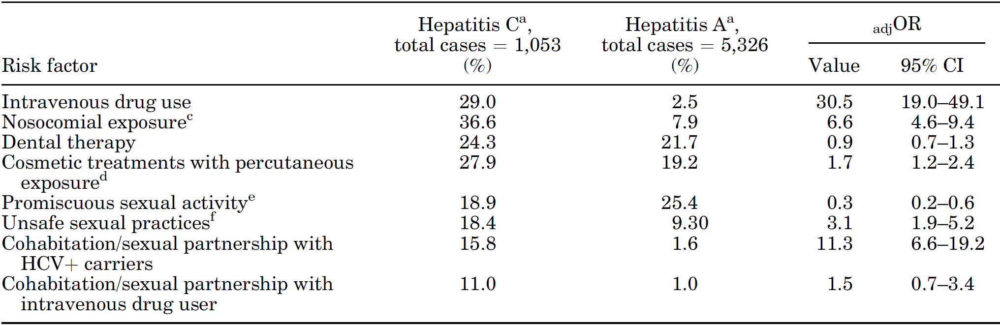 Hepatitis Cᵃ, Hepatitis Aᵃ, adjOR
total cases = 1,053 total cases = 5,326
Risk factor (%) (%) Value 95% CI
Intravenous drug use 29.0 2.5 30.5 19.0–49.1
Nosocomial exposureᶜ 36.6 7.9 6.6 4.6–9.4
Dental therapy 24.3 21.7 0.9 0.7–1.3
Cosmetic treatments with percutaneous 27.9 19.2 1.7 1.2–2.4
exposureᵈ
Promiscuous sexual activityᵉ 18.9 25.4 0.3 0.2–0.6
Unsafe sexual practicesᶠ 18.4 9.30 3.1 1.9–5.2
Cohabitation/sexual partnership with 15.8 1.6 11.3 6.6–19.2
HCV+ carriers
Cohabitation/sexual partnership with 11.0 1.0 1.5 0.7–3.4
intravenous drug user